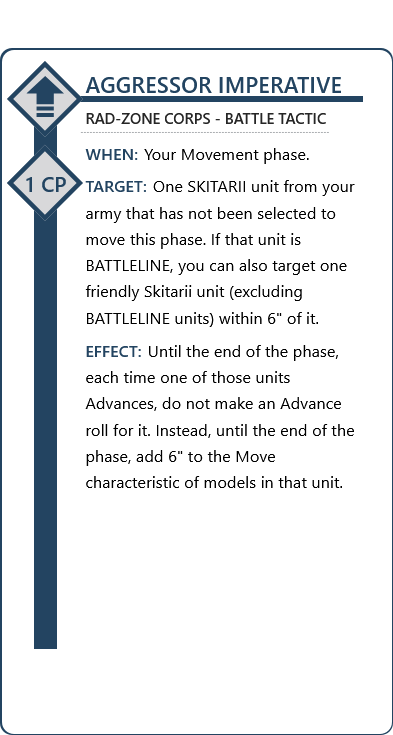 AGGRESSOR IMPERATIVE
RAD-ZONE CORPS - BATTLE TACTIC
WHEN: Your Movement phase.
1 CP
TARGET: One SKITARII unit from your
army that has not been selected to
move this phase. If that unit is
BATTLELINE, you can also target one
friendly Skitarii unit (excluding
BATTLELINE units) within 6" of it.
EFFECT: Until the end of the phase,
each time one of those units
Advances, do not make an Advance
roll for it. Instead, until the end of the
phase, add 6" to the Move
characteristic of models in that unit.